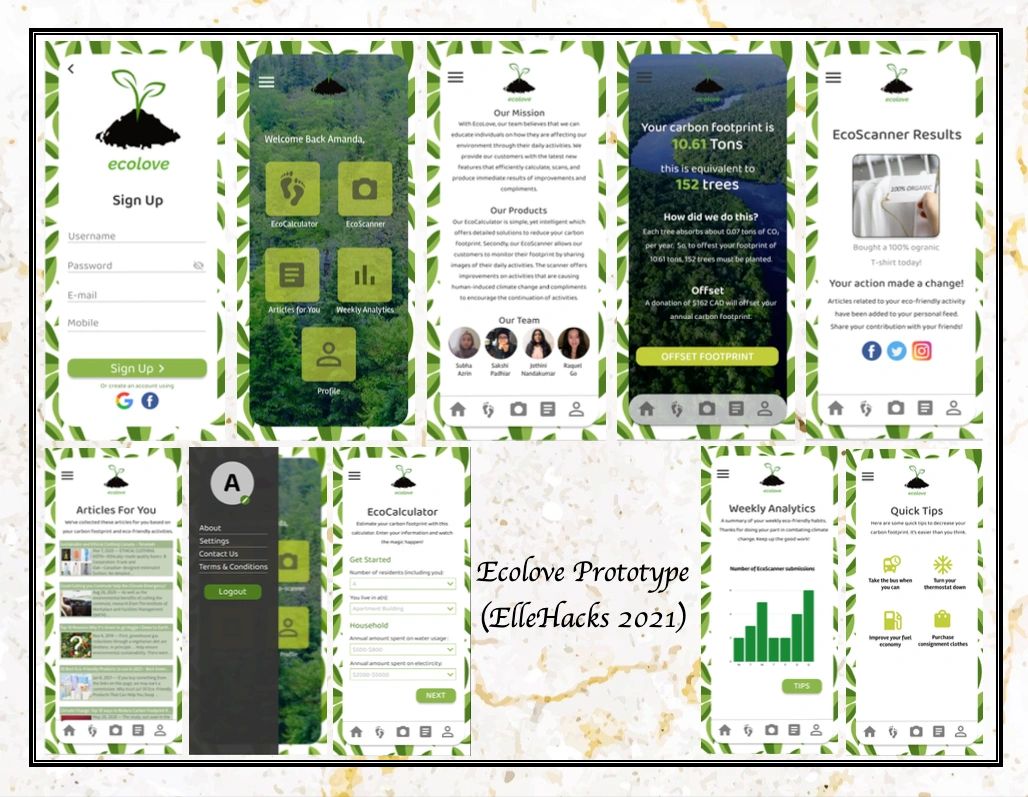 ecolove
Sign Up
Username
Password
E-mail
Mobile
Sign Up >
Or create an account using
ecolove
Welcome Back Amanda,
EcoCalculator
EcoScanner
Articles for You
Weekly Analytics
Profile
ecolove
Our Mission
With EcoLove, our team believes that we can
educate individuals on how they are affecting our
environment through their daily activities. We
provide our customers with the latest new
features that efficiently calculate, scans, and
produce immediate results of improvements and
compliments.
Our Products
Our EcoCalculator is simple, yet intelligent which
offers detailed solutions to reduce your carbon
footprint. Secondly, our EcoScanner allows our
customers to monitor their footprint by sharing
images of their daily activities. The scanner offers
improvements on activities that are causing
human-induced climate change and compliments
to encourage the continuation of activities.
Our Team
Subha
Azrin
Sakshi
Padhiar
Jothini
Nandakumar
Raquel
Go
ecolove
Your carbon footprint is
10.61 Tons
this is equivalent to
152 trees
How did we do this?
Each tree absorbs about 0.07 tons of CO₂
per year. So, to offest your footprint of
10.61 tons, 152 trees must be planted.
Offset
A donation of $162 CAD will offset your
annual carbon footprint.
OFFSET FOOTPRINT
ecolove
EcoScanner Results
100% ORGANIC
Bought a 100% ogranic
T-shirt today!
Your action made a change!
Articles related to your eco-friendly activity
have been added to your personal feed.
Share your contribution with your friends!
ecolove
Articles For You
We've collected these articles for you based on
your carbon footprint and eco-friendly activities.
A
About
Settings
Contact Us
Terms & Conditions
Logout
ecolove
EcoCalculator
Estimate your carbon footprint with this
calculator. Enter your information and watch
the magic happen!
Get Started
Number of residents (including you):
4
You live in a(n):
Apartment Building
Household
Annual amount spent on water usage:
$500-$800
Annual amount spent on electricity:
$2000-$5000
NEXT
Ecolove Prototype
(ElleHacks 2021)
ecolove
Weekly Analytics
A summary of your weekly eco-friendly habits.
Thanks for doing your part in combating climate
change. Keep up the good work!
Number of EcoScanner submissions
TIPS
ecolove
Quick Tips
Here are some quick tips to decrease your
carbon footprint. It's easier than you think.
Take the bus when
you can
Turn your
thermostat down
Improve your fuel
economy
Purchase
consignment clothes